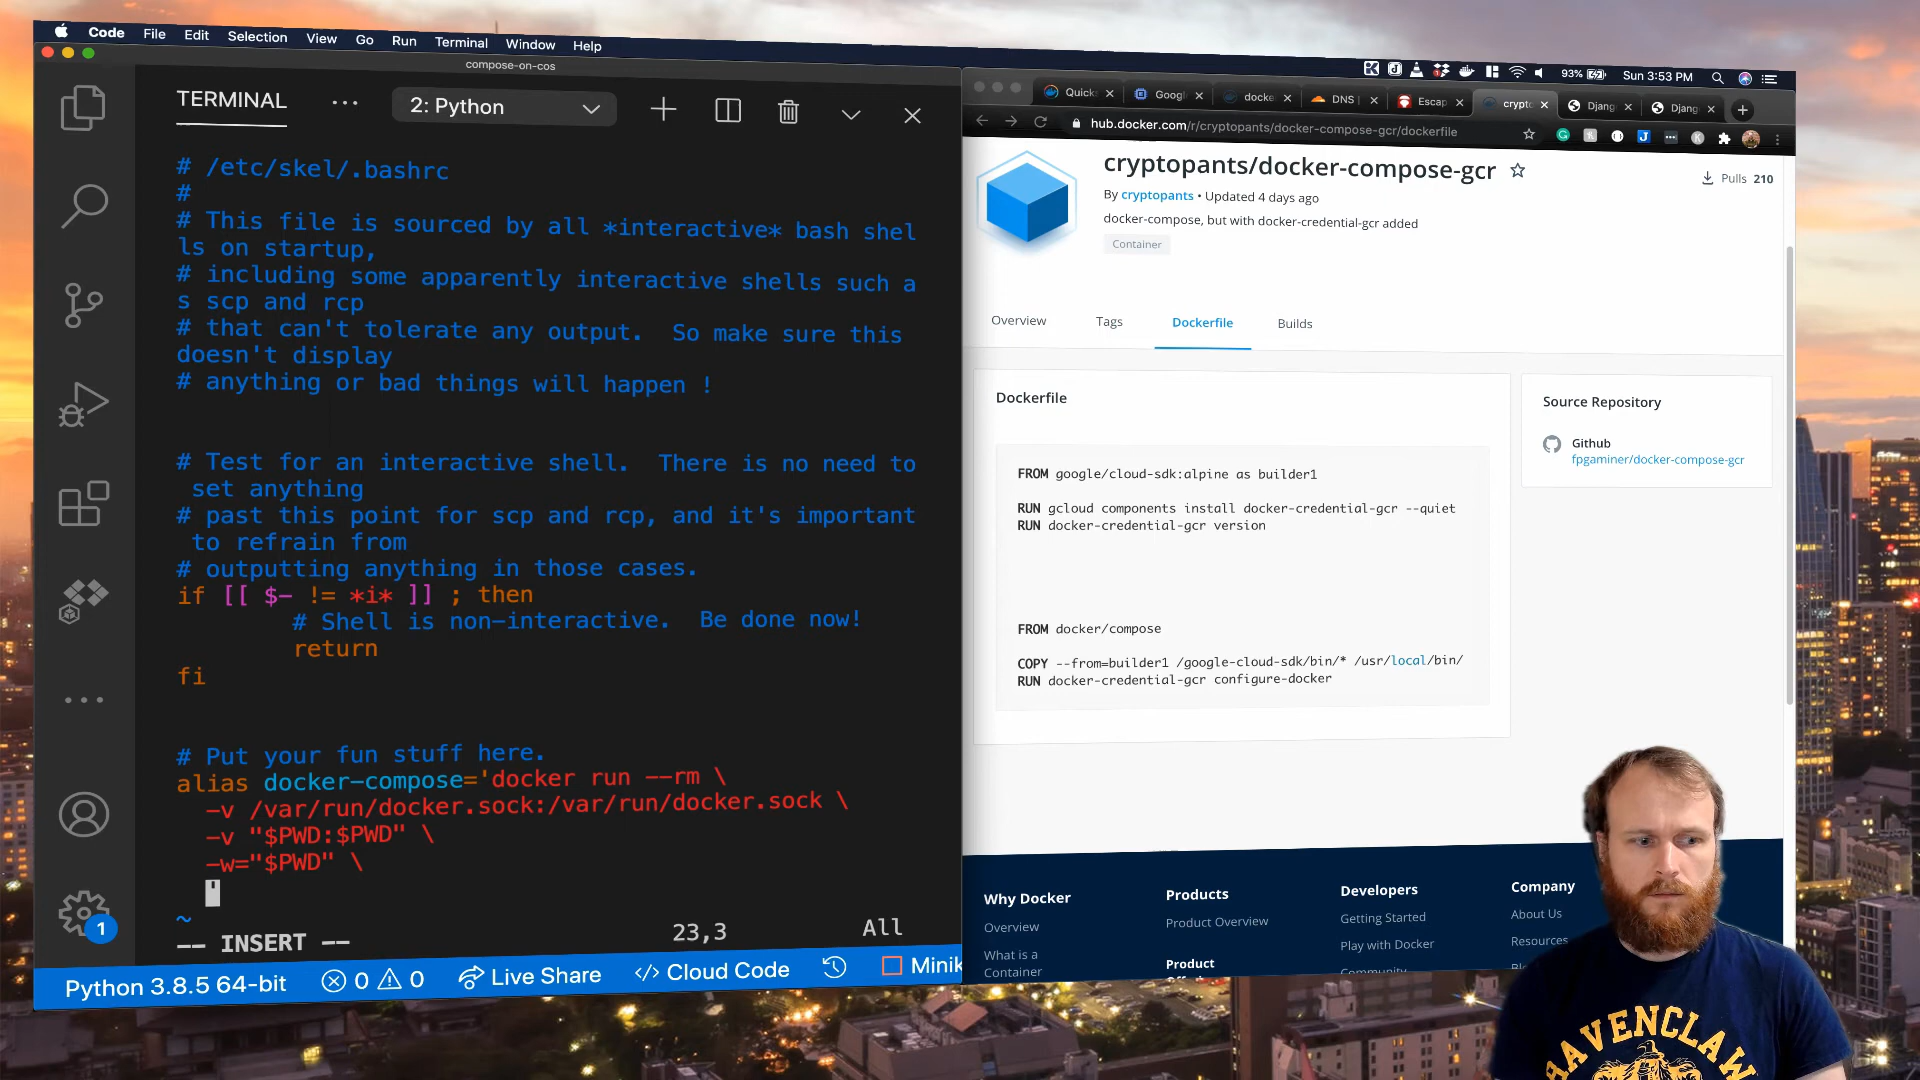 Code File Edit Selection View Go Run Terminal Window Help
compose-on-cos
93% Sun 3:53 PM
TERMINAL ... 2: Python
# /etc/skel/.bashrc
#
# This file is sourced by all *interactive* bash shel
ls on startup,
# including some apparently interactive shells such a
s scp and rcp
# that can't tolerate any output.  So make sure this
doesn't display
# anything or bad things will happen !
# Test for an interactive shell.  There is no need to
set anything
# past this point for scp and rcp, and it's important
to refrain from
# outputting anything in those cases.
if [[ $- != *i* ]] ; then
# Shell is non-interactive.  Be done now!
return
fi
# Put your fun stuff here.
alias docker-compose='docker run --rm \
-v /var/run/docker.sock:/var/run/docker.sock \
-v "$PWD:$PWD" \
-w="$PWD" \
'
~
-- INSERT -- 23,3 All
1
Python 3.8.5 64-bit 0 0 Live Share Cloud Code Minik
Quick Googl docke DNS | Escap crypto Djang Djang
hub.docker.com/r/cryptopants/docker-compose-gcr/dockerfile
cryptopants/docker-compose-gcr
Pulls 210
By cryptopants • Updated 4 days ago
docker-compose, but with docker-credential-gcr added
Container
Overview Tags Dockerfile Builds
Dockerfile
FROM google/cloud-sdk:alpine as builder1
RUN gcloud components install docker-credential-gcr --quiet
RUN docker-credential-gcr version
FROM docker/compose
COPY --from=builder1 /google-cloud-sdk/bin/* /usr/local/bin/
RUN docker-credential-gcr configure-docker
Source Repository
Github
fpgaminer/docker-compose-gcr
Why Docker
Overview
What is a
Container
Products
Product Overview
Product
Developers
Getting Started
Play with Docker
Community
Company
About Us
Resources
RAVENCLAW